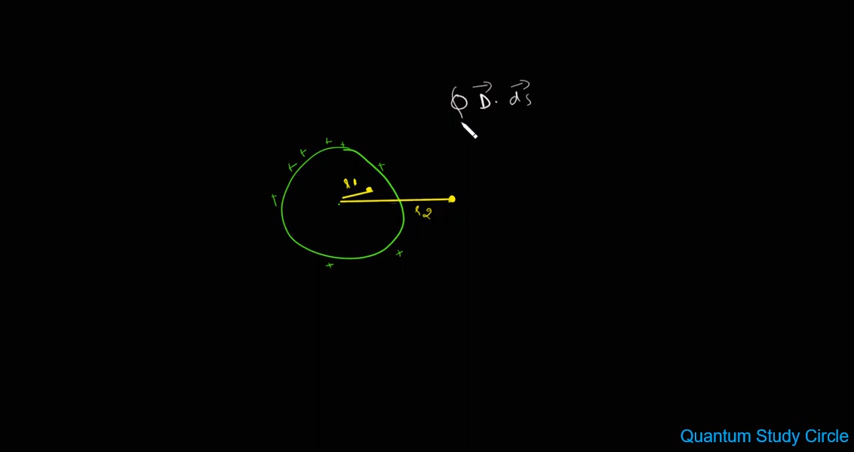 ∮ D⃗. ds⃗
r1
r2
Quantum Study Circle